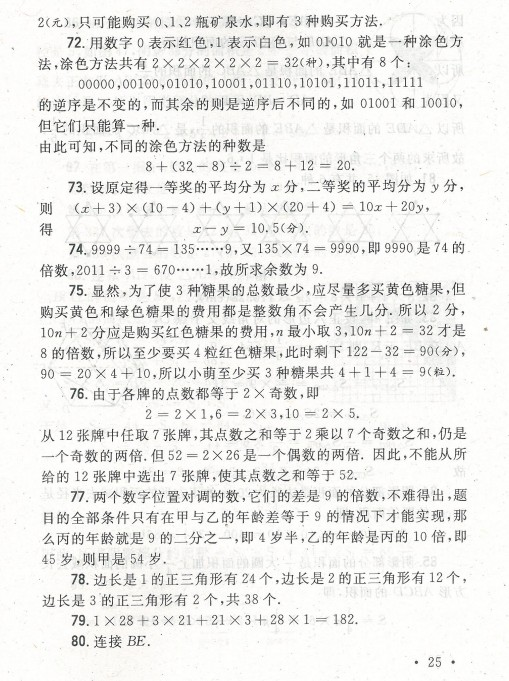 2(元),只可能购买0、1、2瓶矿泉水,即有3种购买方法.
72. 用数字0表示红色,1表示白色,如01010就是一种涂色方
法,涂色方法共有2×2×2×2×2=32(种),其中有8个:
00000,00100,01010,10001,01110,10101,11011,11111
的逆序是不变的,而其余的则是逆序后不同的,如01001和10010,
但它们只能算一种.
由此可知,不同的涂色方法的种数是
8+(32-8)÷2=8+12=20.
73. 设原定得一等奖的平均分为x分,二等奖的平均分为y分,
则 (x+3)×(10-4)+(y+1)×(20+4)=10x+20y,
得 x-y=10.5(分).
74. 9999÷74=135……9,又135×74=9990,即9990是74的
倍数,2011÷3=670……1,故所求余数为9.
75. 显然,为了使3种糖果的总数最少,应尽量多买黄色糖果,但
购买黄色和绿色糖果的费用都是整数角不会产生几分.所以2分,
10n+2分应是购买红色糖果的费用,n最小取3,10n+2=32才是
8的倍数,所以至少要买4粒红色糖果,此时剩下122-32=90(分),
90=20×4+10,所以小萌至少买3种糖果共4+1+4=9(粒).
76. 由于各牌的点数都等于2×奇数,即
2=2×1,6=2×3,10=2×5.
从12张牌中任取7张牌,其点数之和等于2乘以7个奇数之和,仍是
一个奇数的两倍.但52=2×26是一个偶数的两倍.因此,不能从所
给的12张牌中选出7张牌,使其点数之和等于52.
77. 两个数字位置对调的数,它们的差是9的倍数,不难得出,题
目的全部条件只有在甲与乙的年龄差等于9的情况下才能实现,那
么丙的年龄就是9的二分之一,即4岁半,乙的年龄是丙的10倍,即
45岁,则甲是54岁.
78. 边长是1的正三角形有24个,边长是2的正三角形有12个,
边长是3的正三角形有2个,共38个.
79. 1×28+3×21+21×3+28×1=182.
80. 连接BE.
• 25 •